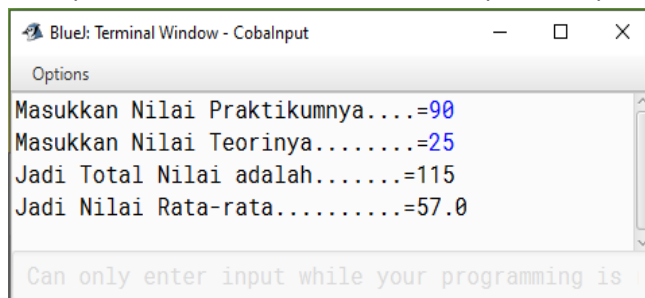 BlueJ: Terminal Window - CobaInput
Options
Masukkan Nilai Praktikumnya....=90
Masukkan Nilai Teorinya........=25
Jadi Total Nilai adalah.......=115
Jadi Nilai Rata-rata..........=57.0
Can only enter input while your programming is